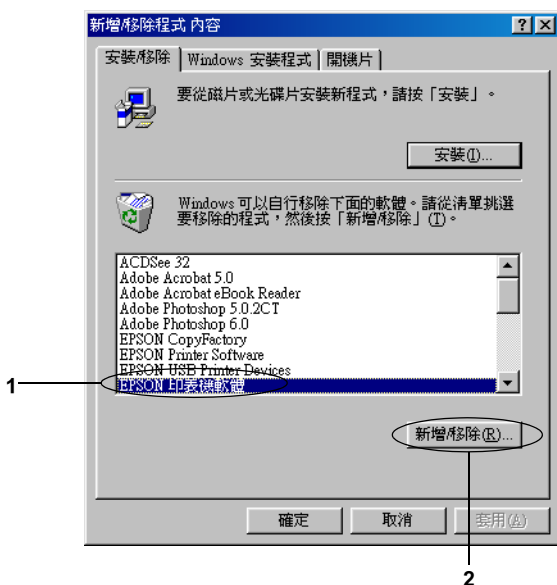 新增/移除程式 內容
安裝/移除
Windows 安裝程式
開機片
要從磁片或光碟片安裝新程式，請按「安裝」。
安裝(I)...
Windows 可以自行移除下面的軟體。請從清單挑選
要移除的程式，然後按「新增/移除」(I)。
ACDSee 32
Adobe Acrobat 5.0
Adobe Acrobat eBook Reader
Adobe Photoshop 5.0.2CT
Adobe Photoshop 6.0
EPSON CopyFactory
EPSON Printer Software
EPSON USB Printer Devices
EPSON 印表機軟體
1
新增/移除(R)...
確定
取消
套用(A)
2